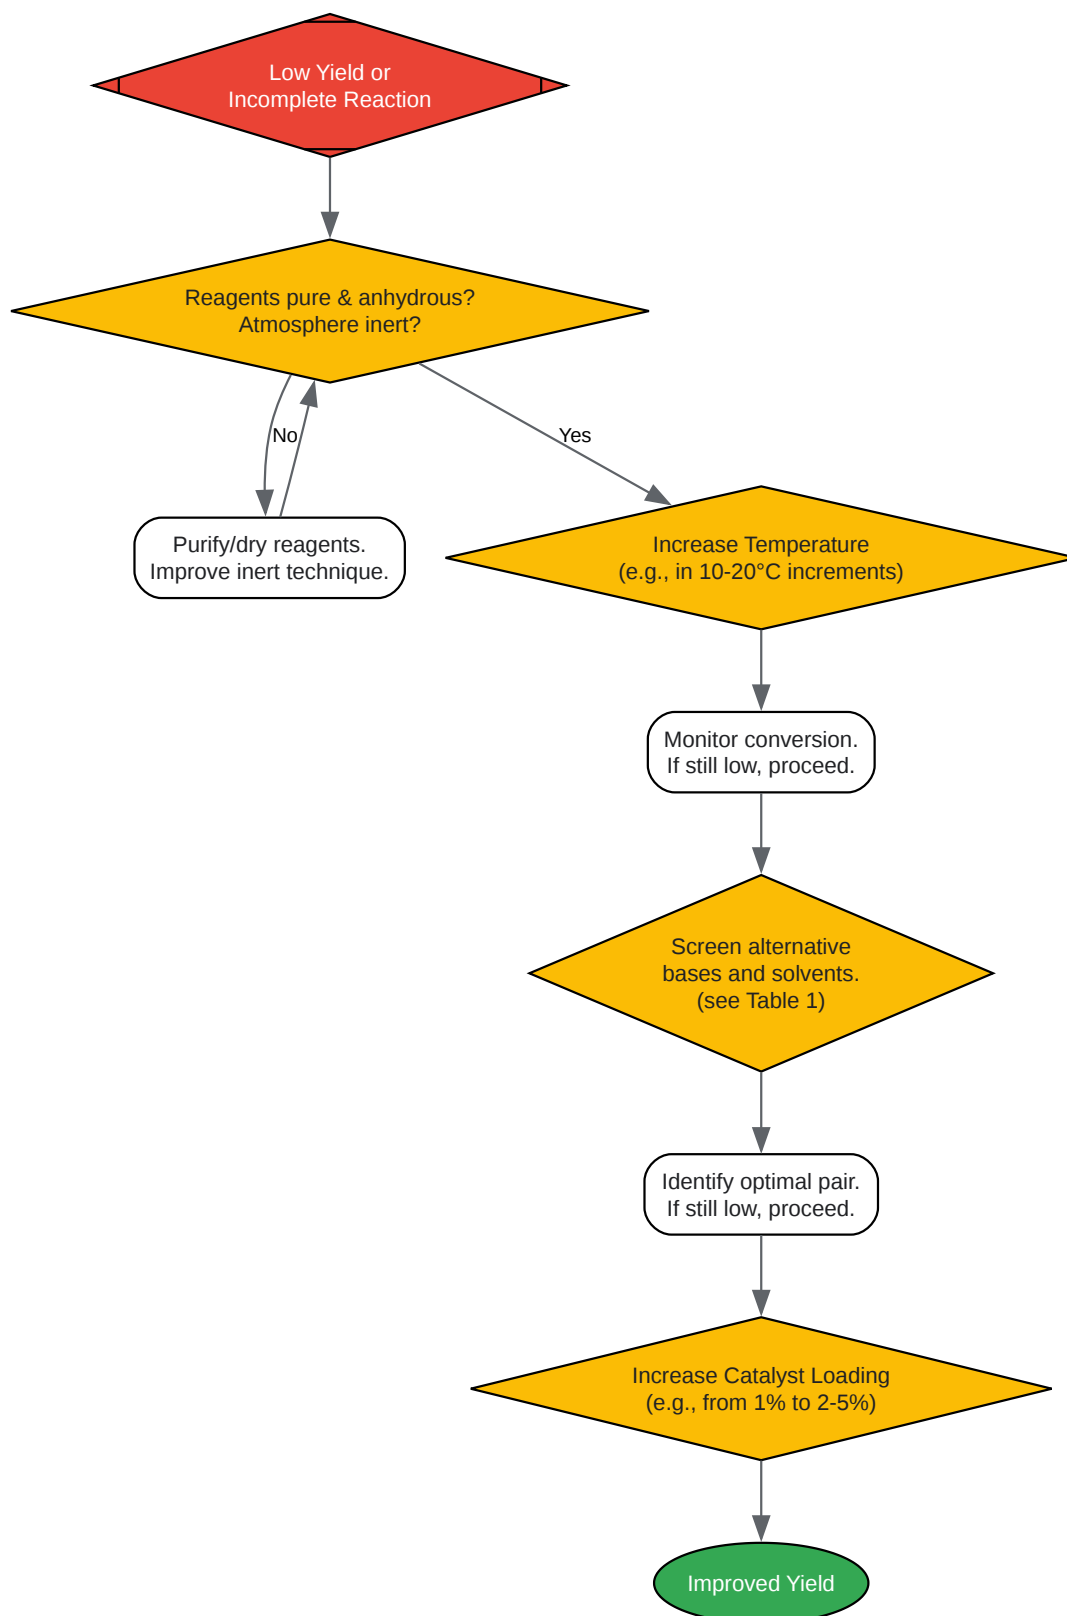 Low Yield or
Incomplete Reaction
Reagents pure & anhydrous?
Atmosphere inert?
No
Yes
Purify/dry reagents.
Improve inert technique.
Increase Temperature
(e.g., in 10-20°C increments)
Monitor conversion.
If still low, proceed.
Screen alternative
bases and solvents.
(see Table 1)
Identify optimal pair.
If still low, proceed.
Increase Catalyst Loading
(e.g., from 1% to 2-5%)
Improved Yield